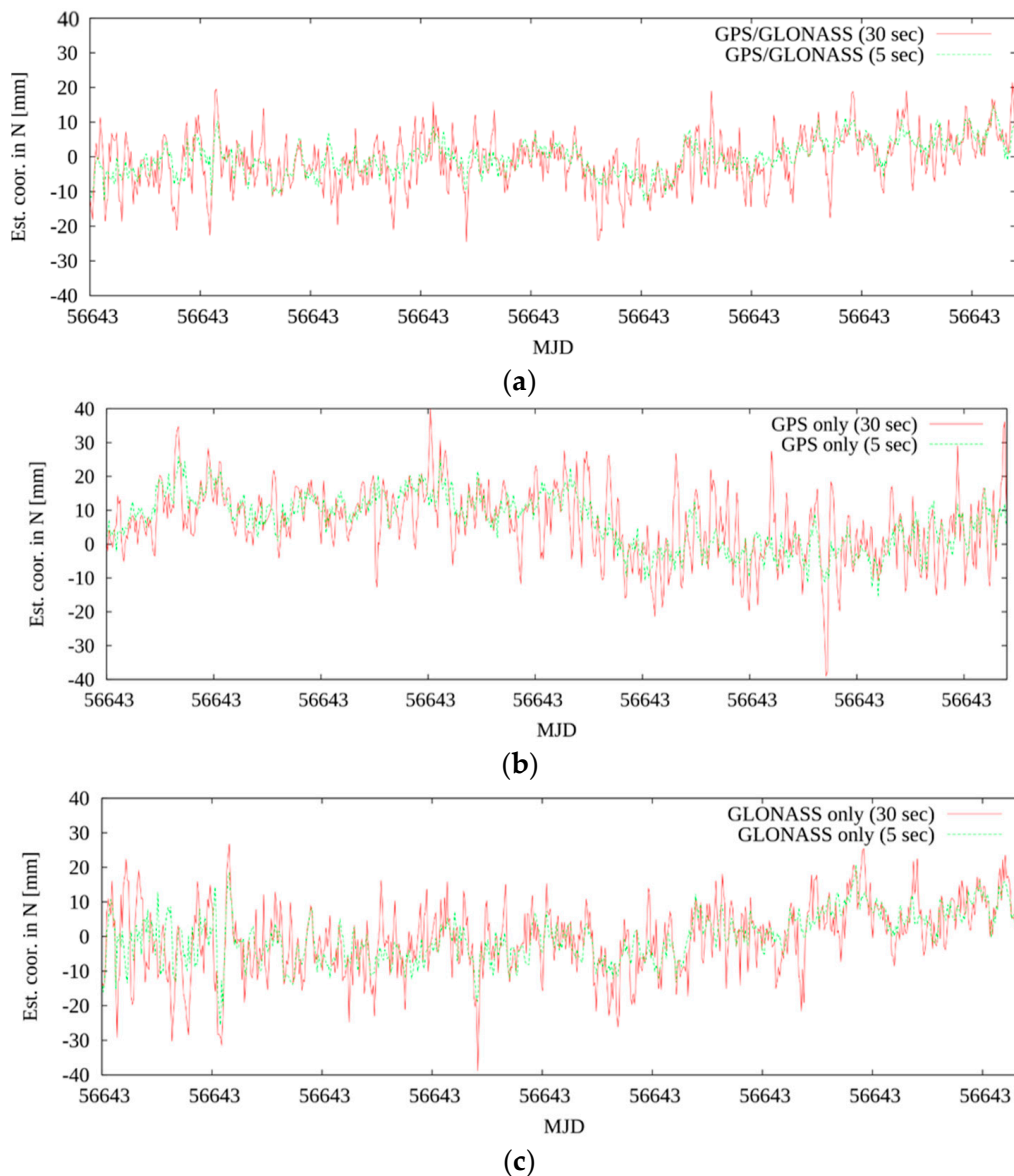 40
30
20
10
0
-10
-20
-30
-40
Est. coor. in N [mm]
GPS/GLONASS (30 sec)
GPS/GLONASS (5 sec)
56643 56643 56643 56643 56643 56643 56643 56643 56643
MJD
(a)
40
30
20
10
0
-10
-20
-30
-40
Est. coor. in N [mm]
GPS only (30 sec)
GPS only (5 sec)
56643 56643 56643 56643 56643 56643 56643 56643 56643
MJD
(b)
40
30
20
10
0
-10
-20
-30
-40
Est. coor. in N [mm]
GLONASS only (30 sec)
GLONASS only (5 sec)
56643 56643 56643 56643 56643 56643 56643 56643 56643
MJD
(c)